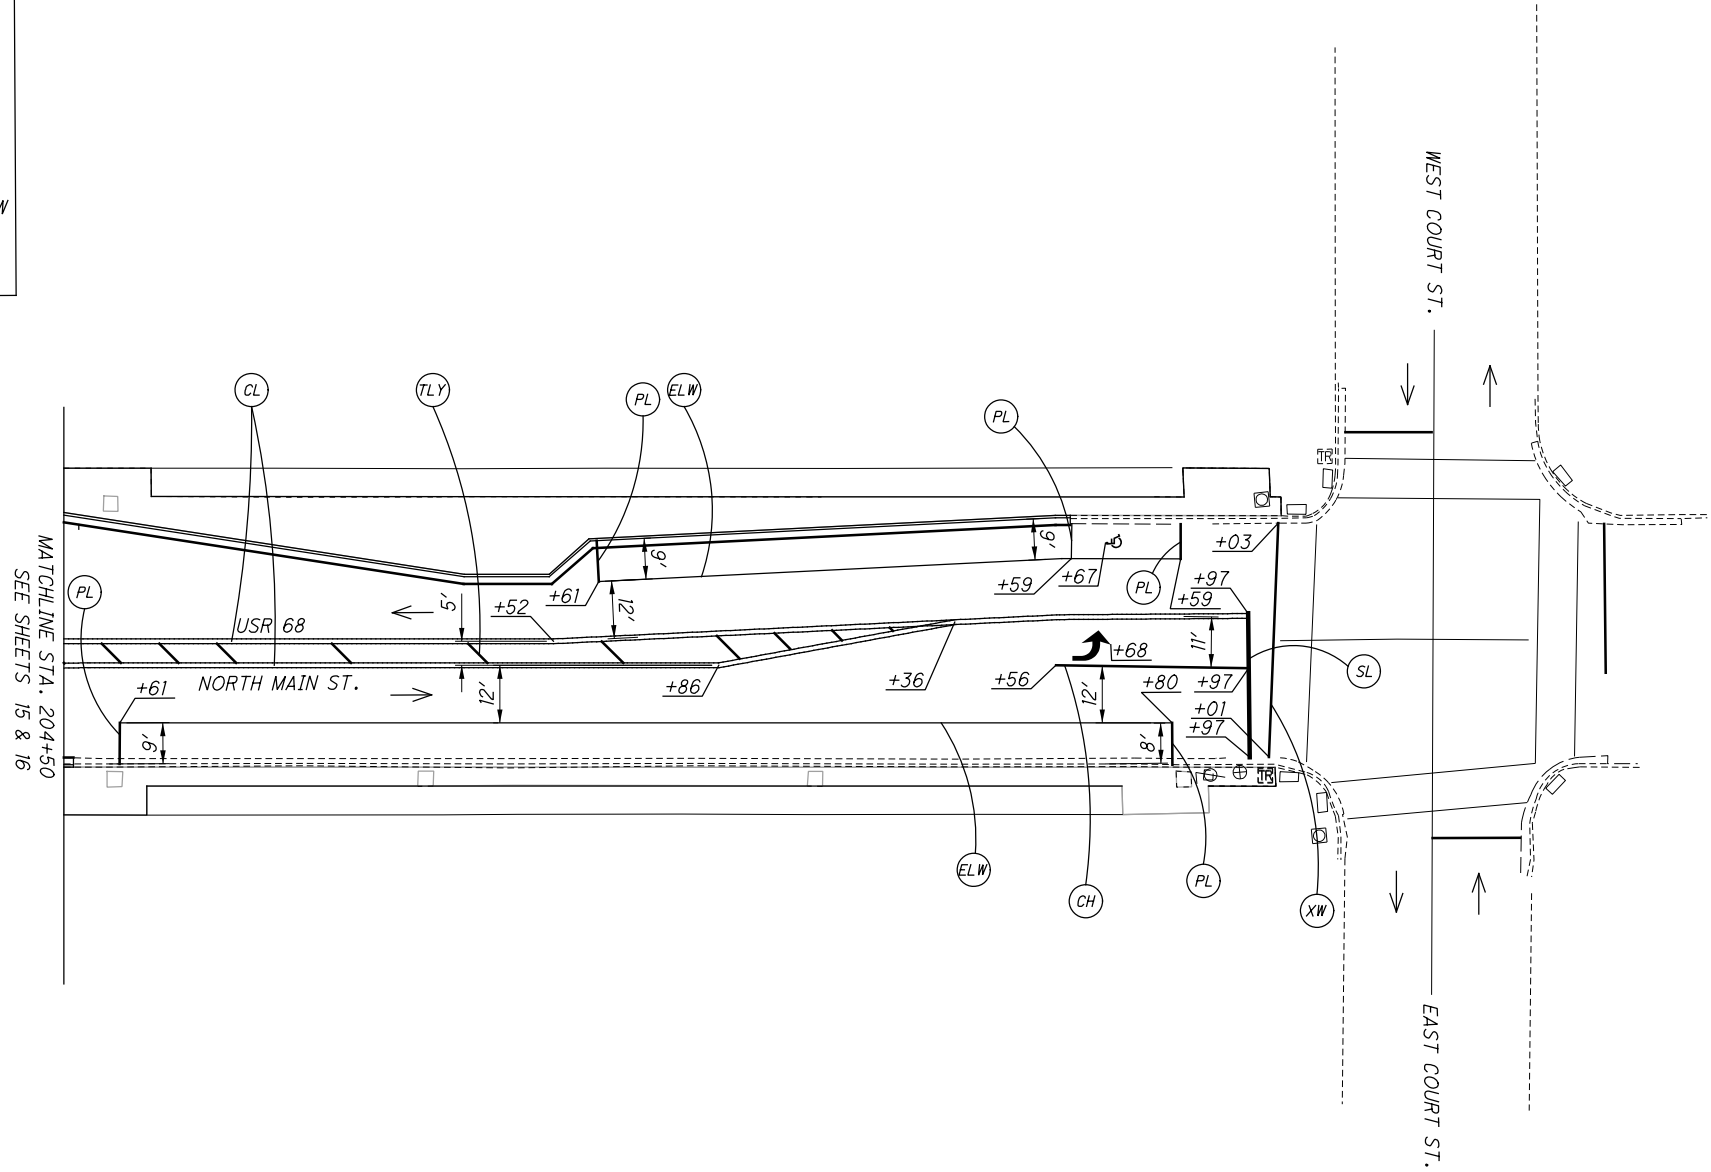 W
WEST COURT ST.
CL
TLY
PL
ELW
PL
TR
+03
9'
9'
+59
+67
PL
+97
+59
MATCHLINE STA. 204+50
SEE SHEETS 15 & 16
PL
USR 68
5'
+52
+61
12'
11'
+68
+61
NORTH MAIN ST.
12'
+86
+36
+56
12'
+80
+97
SL
+01
+97
9'
8'
TR
ELW
CH
PL
XW
EAST COURT ST.